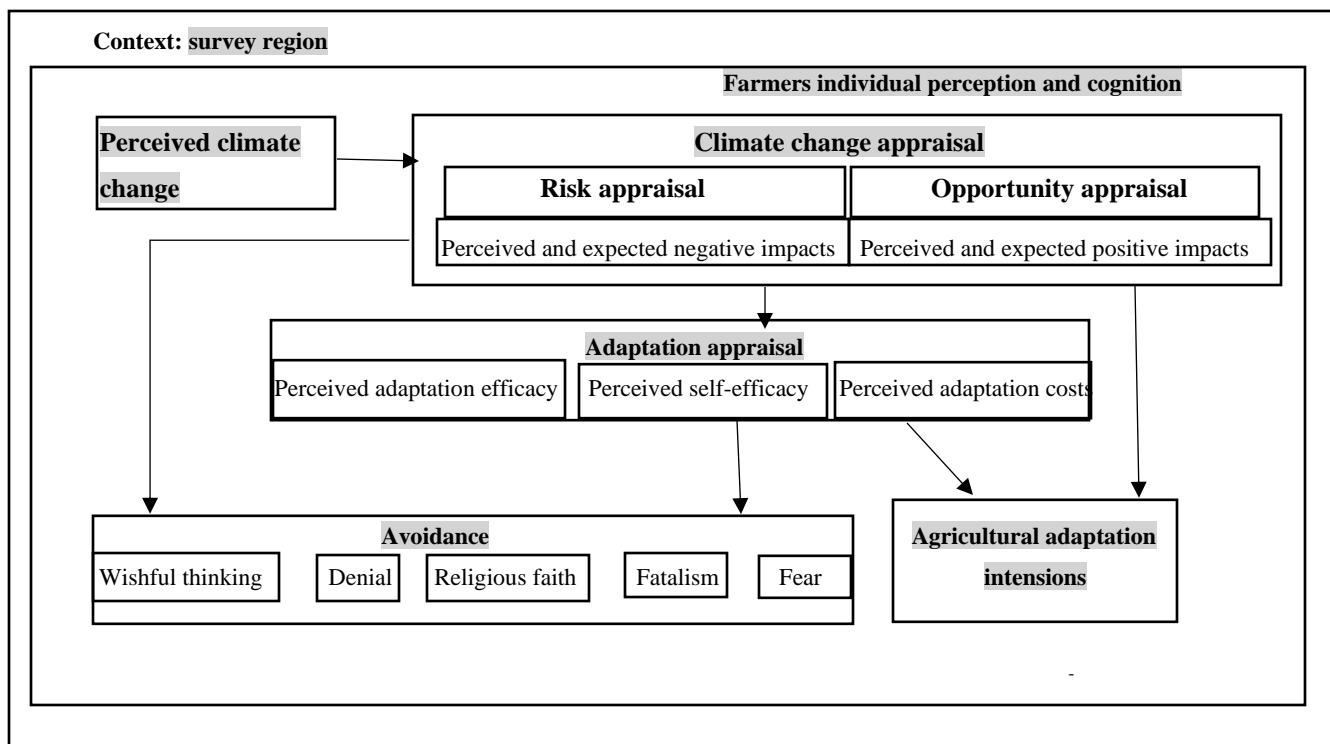 Context: survey region
Farmers individual perception and cognition
Perceived climate
change
Climate change appraisal
Risk appraisal
Opportunity appraisal
Perceived and expected negative impacts
Perceived and expected positive impacts
Adaptation appraisal
Perceived adaptation efficacy
Perceived self-efficacy
Perceived adaptation costs
Avoidance
Wishful thinking
Denial
Religious faith
Fatalism
Fear
Agricultural adaptation
intensions
-